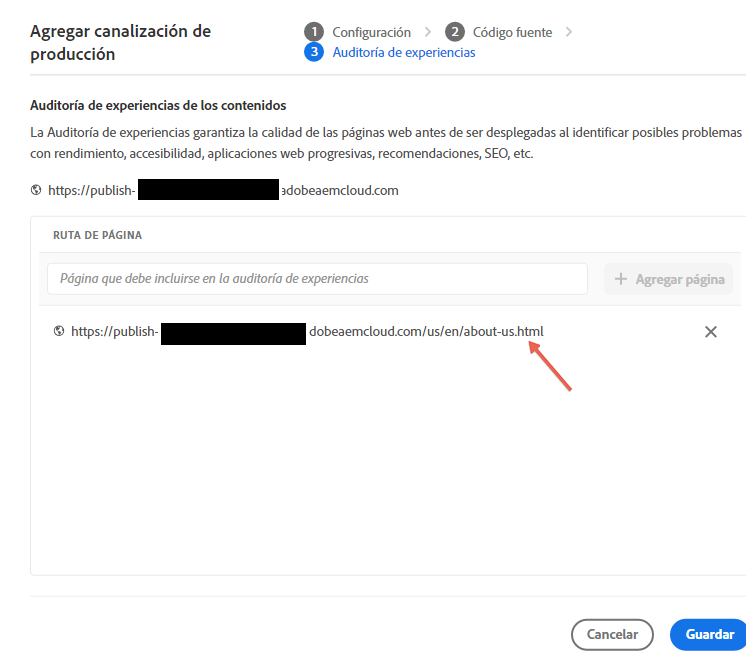 Agregar canalización de
producción
1 Configuración > 2 Código fuente >
3 Auditoría de experiencias
Auditoría de experiencias de los contenidos
La Auditoría de experiencias garantiza la calidad de las páginas web antes de ser desplegadas al identificar posibles problemas
con rendimiento, accesibilidad, aplicaciones web progresivas, recomendaciones, SEO, etc.
https://publish- adobeaemcloud.com
RUTA DE PÁGINA
Página que debe incluirse en la auditoría de experiencias
+ Agregar página
https://publish- dobeaemcloud.com/us/en/about-us.html
Cancelar Guardar